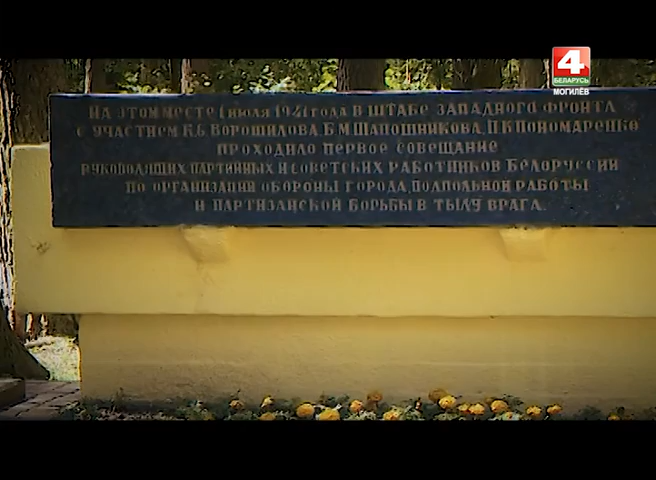 4
БЕЛАРУСЬ
МОГИЛЁВ
НА ЭТОМ МЕСТЕ 1 ИЮЛЯ 1941 ГОДА В ШТАБЕ ЗАПАДНОГО ФРОНТА
С УЧАСТИЕМ К.Е. ВОРОШИЛОВА, Б.М. ШАПОШНИКОВА, П.К. ПОНОМАРЕНКО
ПРОХОДИЛО ПЕРВОЕ СОВЕЩАНИЕ
РУКОВОДЯЩИХ ПАРТИЙНЫХ И СОВЕТСКИХ РАБОТНИКОВ БЕЛОРУССИИ
ПО ОРГАНИЗАЦИИ ОБОРОНЫ ГОРОДА, ПОДПОЛЬНОЙ РАБОТЫ
И ПАРТИЗАНСКОЙ БОРЬБЫ В ТЫЛУ ВРАГА.